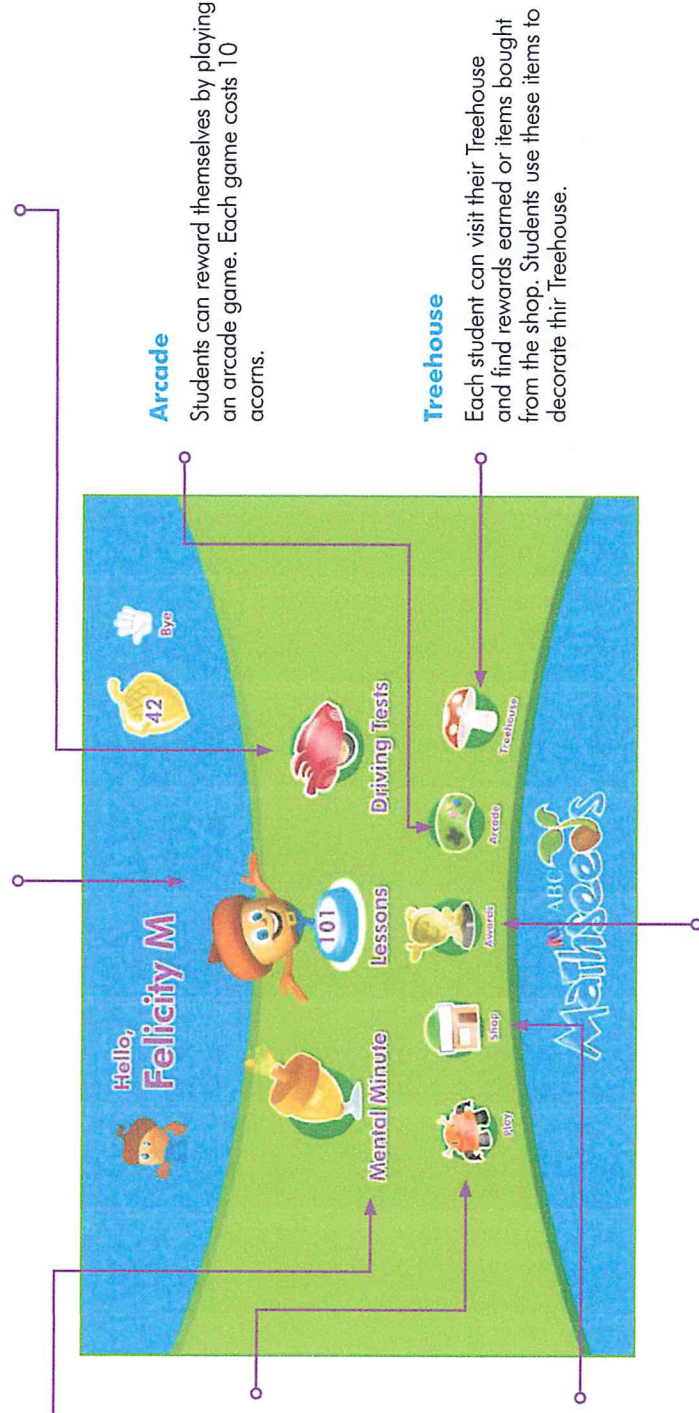 Arcade
Students can reward themselves by playing
an arcade game. Each game costs 10
acorns.
Treehouse
Each student can visit their Treehouse
and find rewards earned or items bought
from the shop. Students use these items to
decorate thir Treehouse.
Hello,
Felicity M
42
Bye
Mental Minute
101
Lessons
Driving Tests
Play
Shop
Awards
Arcade
Treehouse
ABC
Mathseeds